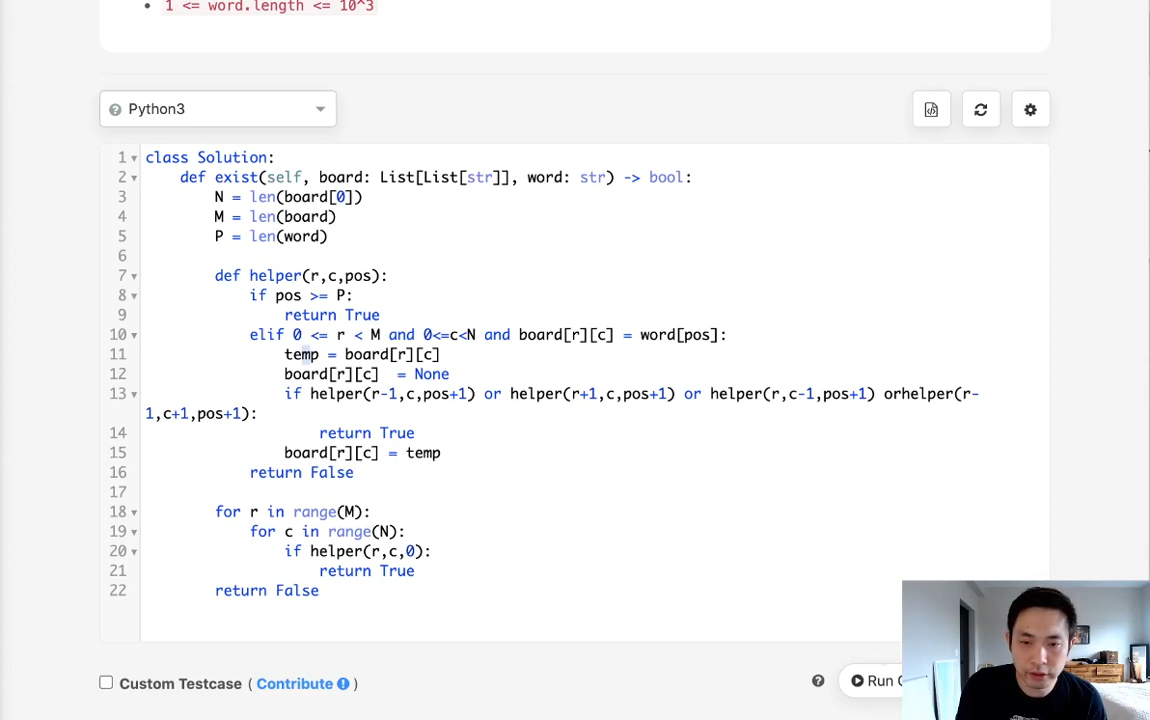 1 <= word.length <= 10^3
Python3
1 class Solution:
2 def exist(self, board: List[List[str]], word: str) -> bool:
3 N = len(board[0])
4 M = len(board)
5 P = len(word)
6
7 def helper(r,c,pos):
8 if pos >= P:
9 return True
10 elif 0 <= r < M and 0<=c<N and board[r][c] = word[pos]:
11 temp = board[r][c]
12 board[r][c]  = None
13 if helper(r-1,c,pos+1) or helper(r+1,c,pos+1) or helper(r,c-1,pos+1) orhelper(r-
1,c+1,pos+1):
14 return True
15 board[r][c] = temp
16 return False
17
18 for r in range(M):
19 for c in range(N):
20 if helper(r,c,0):
21 return True
22 return False
Custom Testcase ( Contribute )
Run